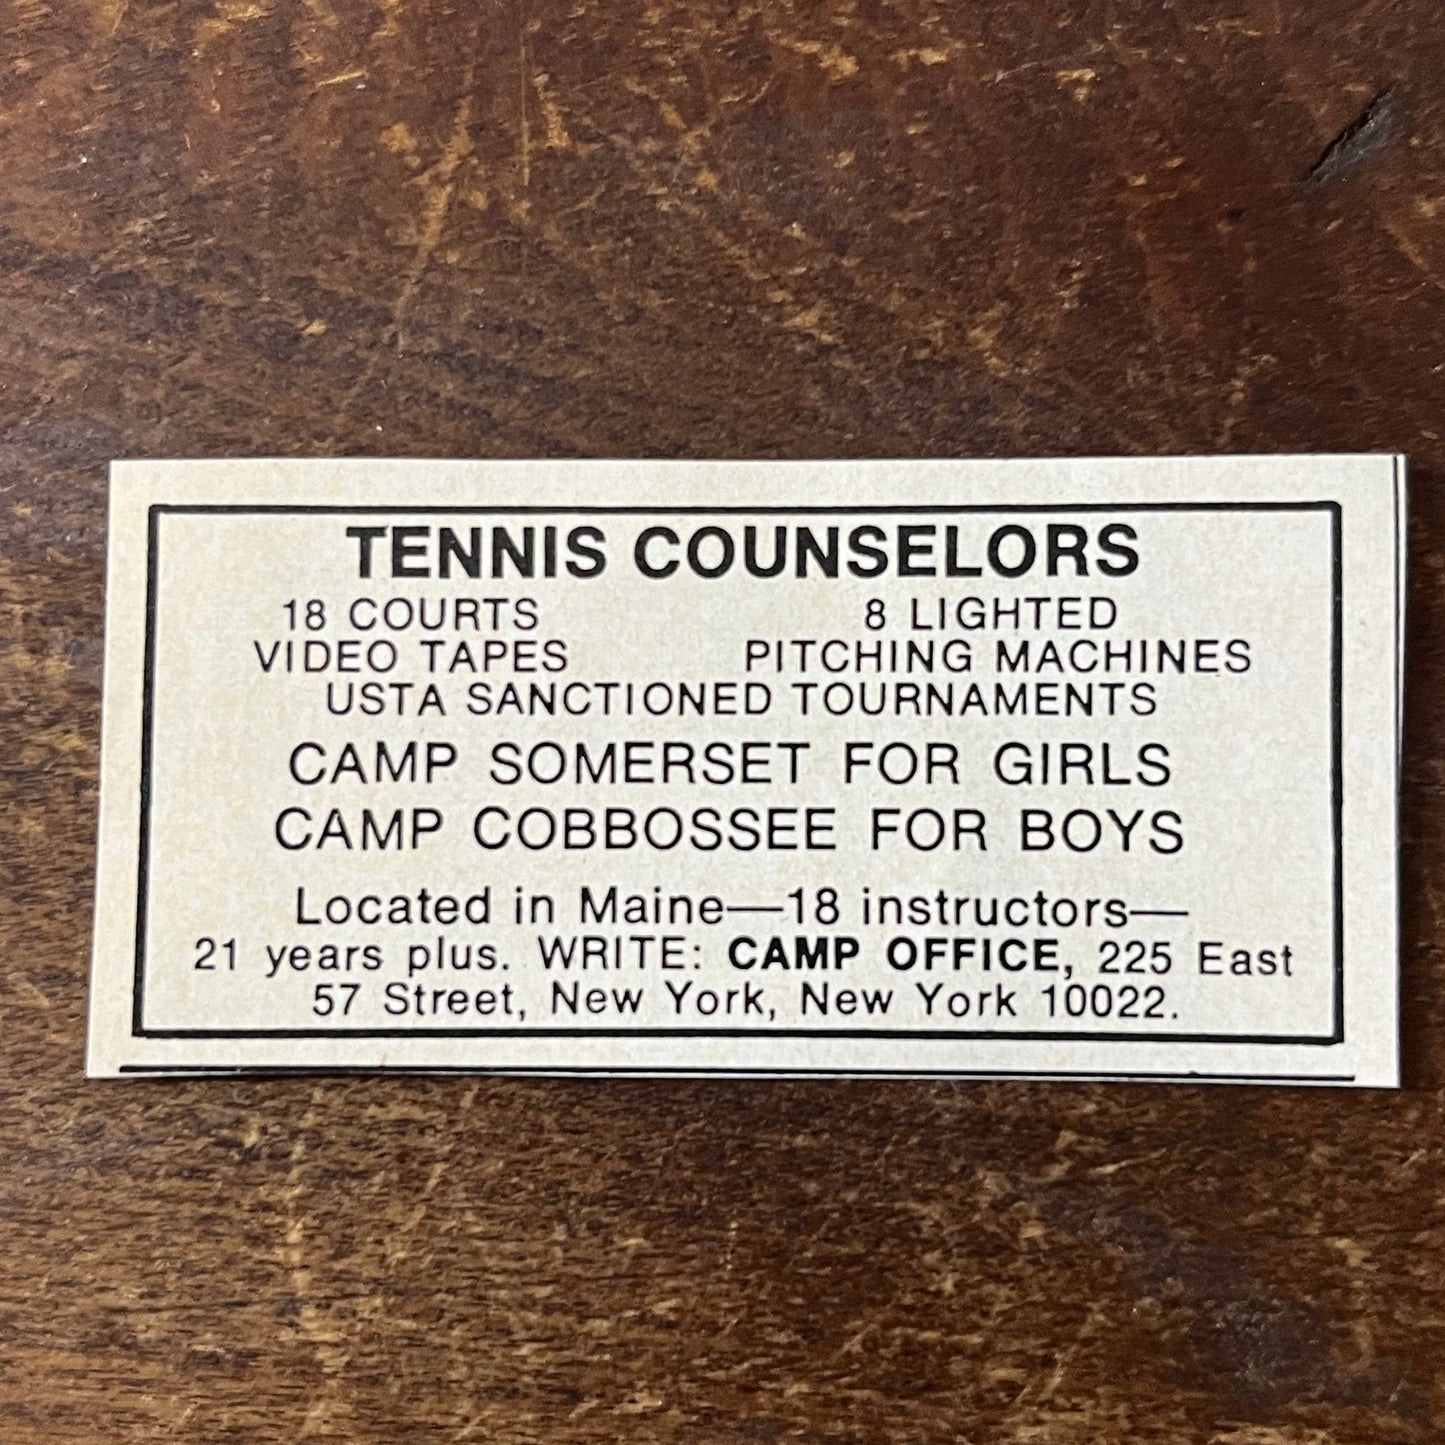 TENNIS COUNSELORS
18 COURTS 8 LIGHTED
VIDEO TAPES PITCHING MACHINES
USTA SANCTIONED TOURNAMENTS
CAMP SOMERSET FOR GIRLS
CAMP COBBOSSEE FOR BOYS
Located in Maine—18 instructors—
21 years plus. WRITE: CAMP OFFICE, 225 East
57 Street, New York, New York 10022.